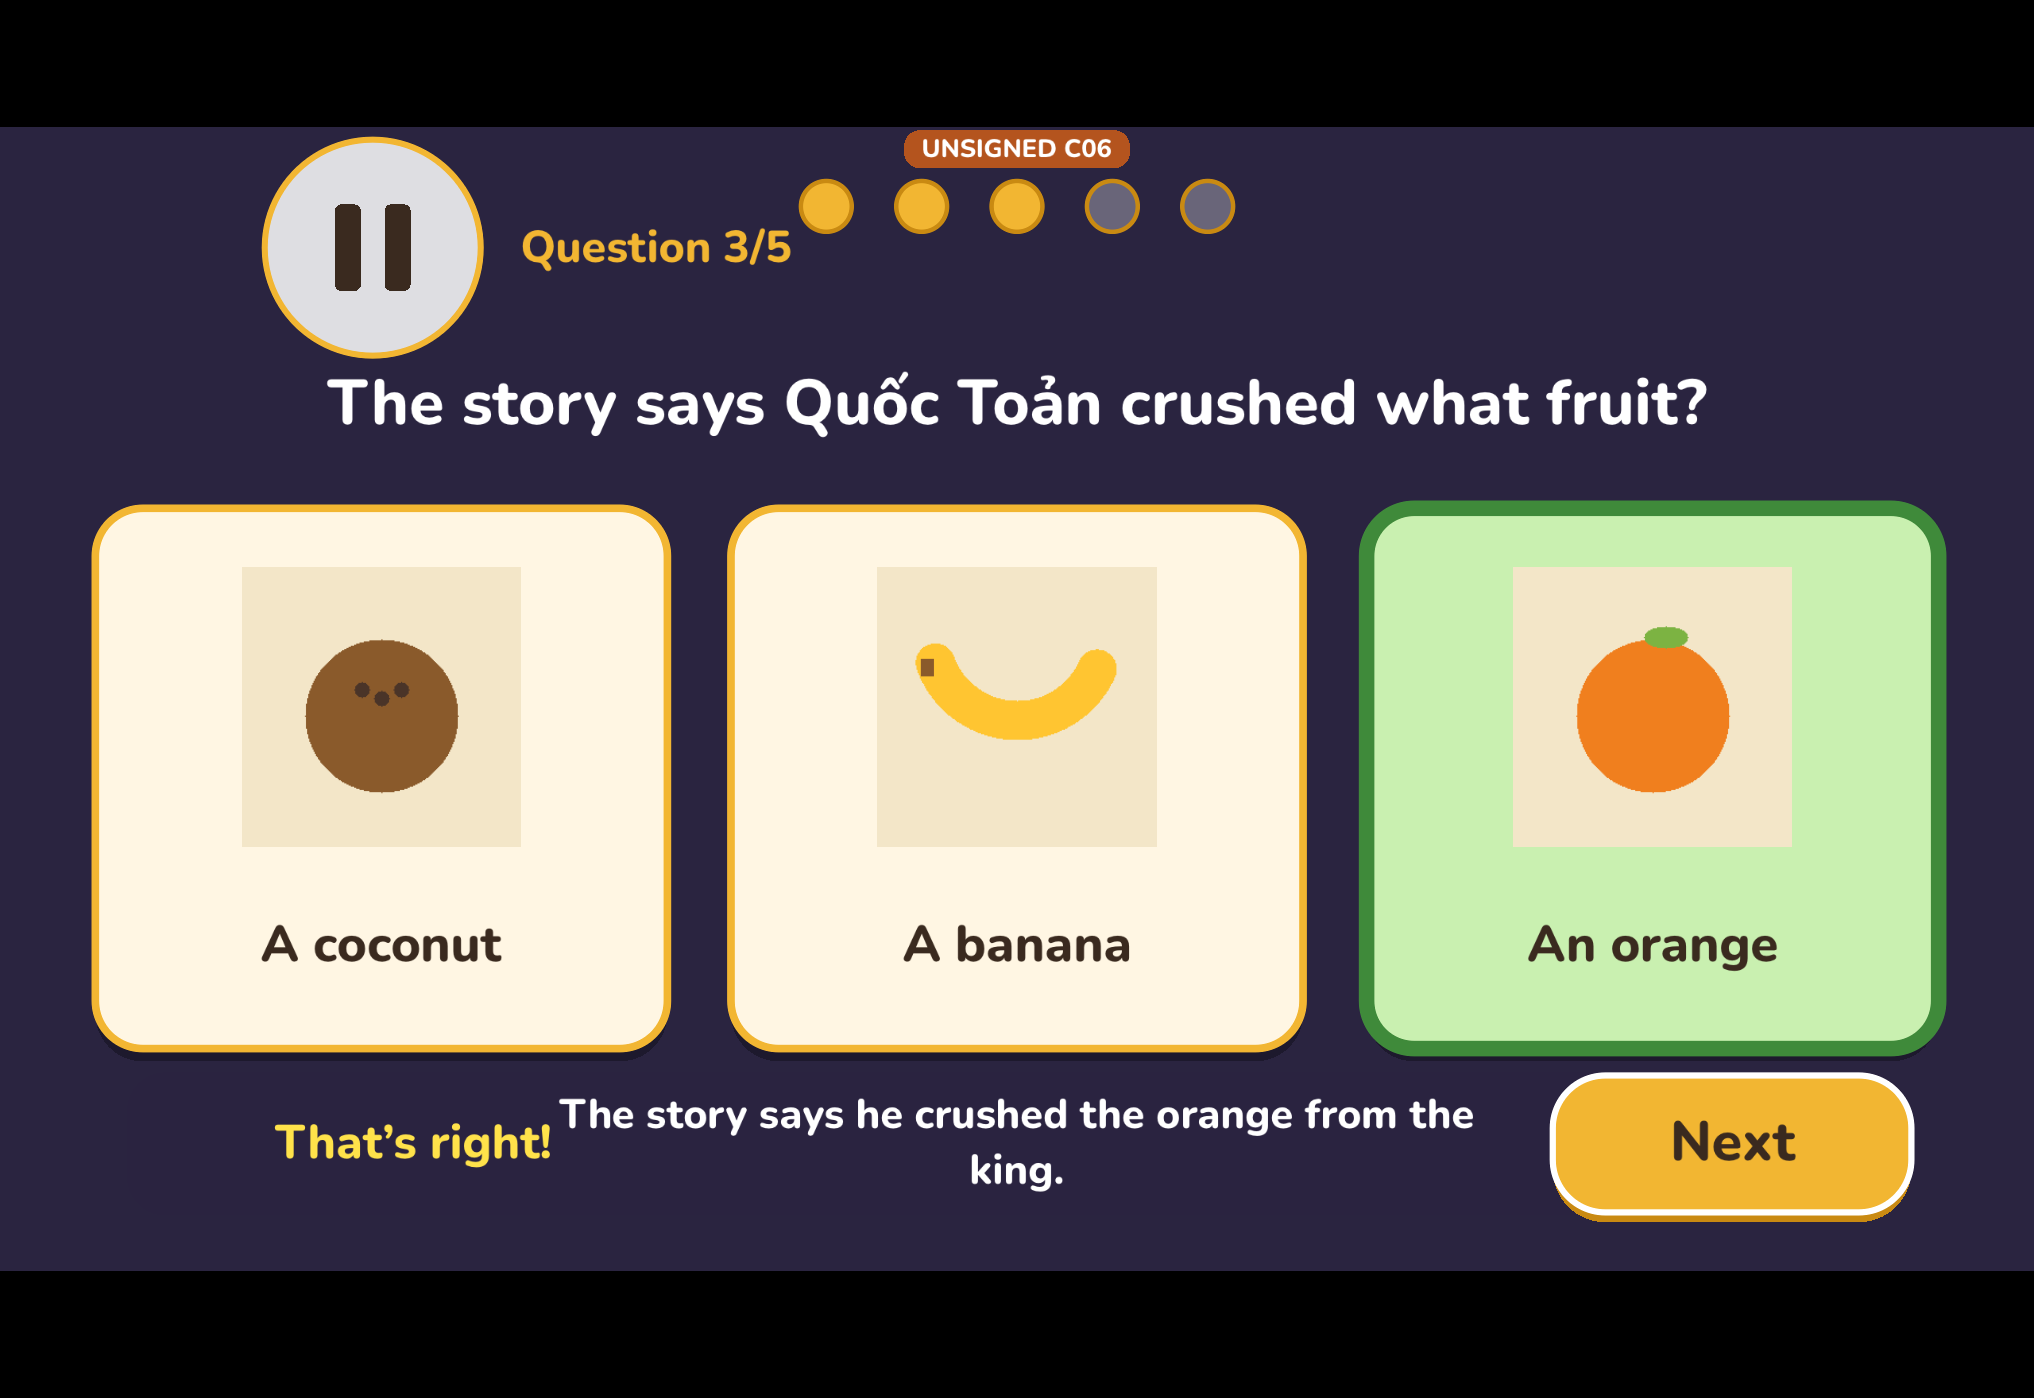 UNSIGNED C06
Question 3/5
The story says Quốc Toản crushed what fruit?
A coconut
A banana
An orange
That’s right!
The story says he crushed the orange from the
king.
Next